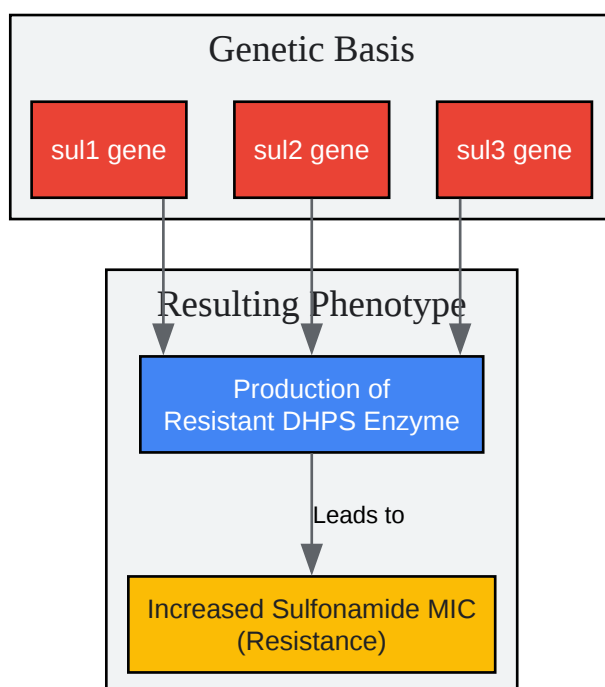 Genetic Basis
sul1 gene
sul2 gene
sul3 gene
Resulting Phenotype
Production of
Resistant DHPS Enzyme
Leads to
Increased Sulfonamide MIC
(Resistance)